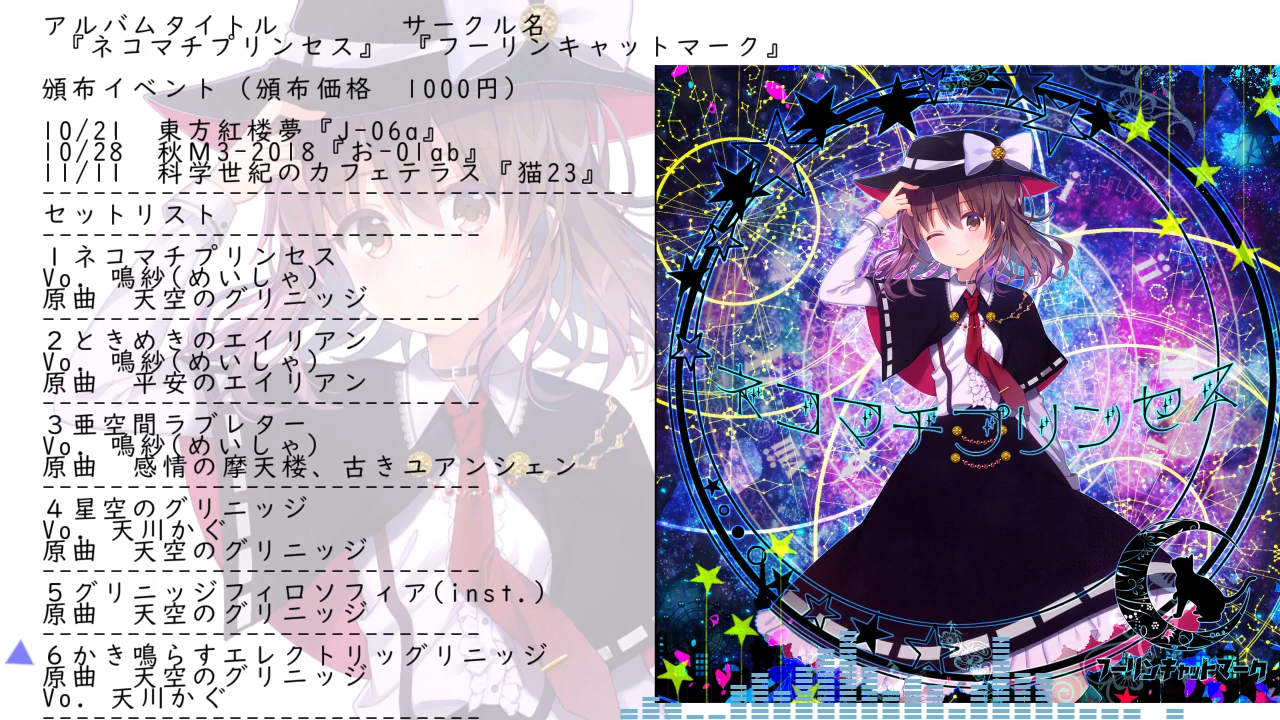 アルバムタイトル　サークル名
『ネコマチプリンセス』『フーリンキャットマーク』
頒布イベント（頒布価格　1000円）
10/21　東方紅楼夢『J-06a』
10/28　秋M3-2018『お-01ab』
11/11　科学世紀のカフェテラス『猫23』
--------------------------------
セットリスト
------------------------
1ネコマチプリンセス
Vo. 鳴紗(めいしゃ)
原曲　天空のグリニッジ
------------------------
2ときめきのエイリアン
Vo. 鳴紗(めいしゃ)
原曲　平安のエイリアン
------------------------
3亜空間ラブレター
Vo. 鳴紗(めいしゃ)
原曲　感情の摩天楼、古きユアンシェン
------------------------
4星空のグリニッジ
Vo. 天川かぐ
原曲　天空のグリニッジ
------------------------
5グリニッジフィロソフィア(inst.)
原曲　天空のグリニッジ
------------------------
6かき鳴らすエレクトリッグリニッジ
原曲　天空のグリニッジ
Vo. 天川かぐ
------------------------
ネコマチプリンセス
フーリンキャットマーク